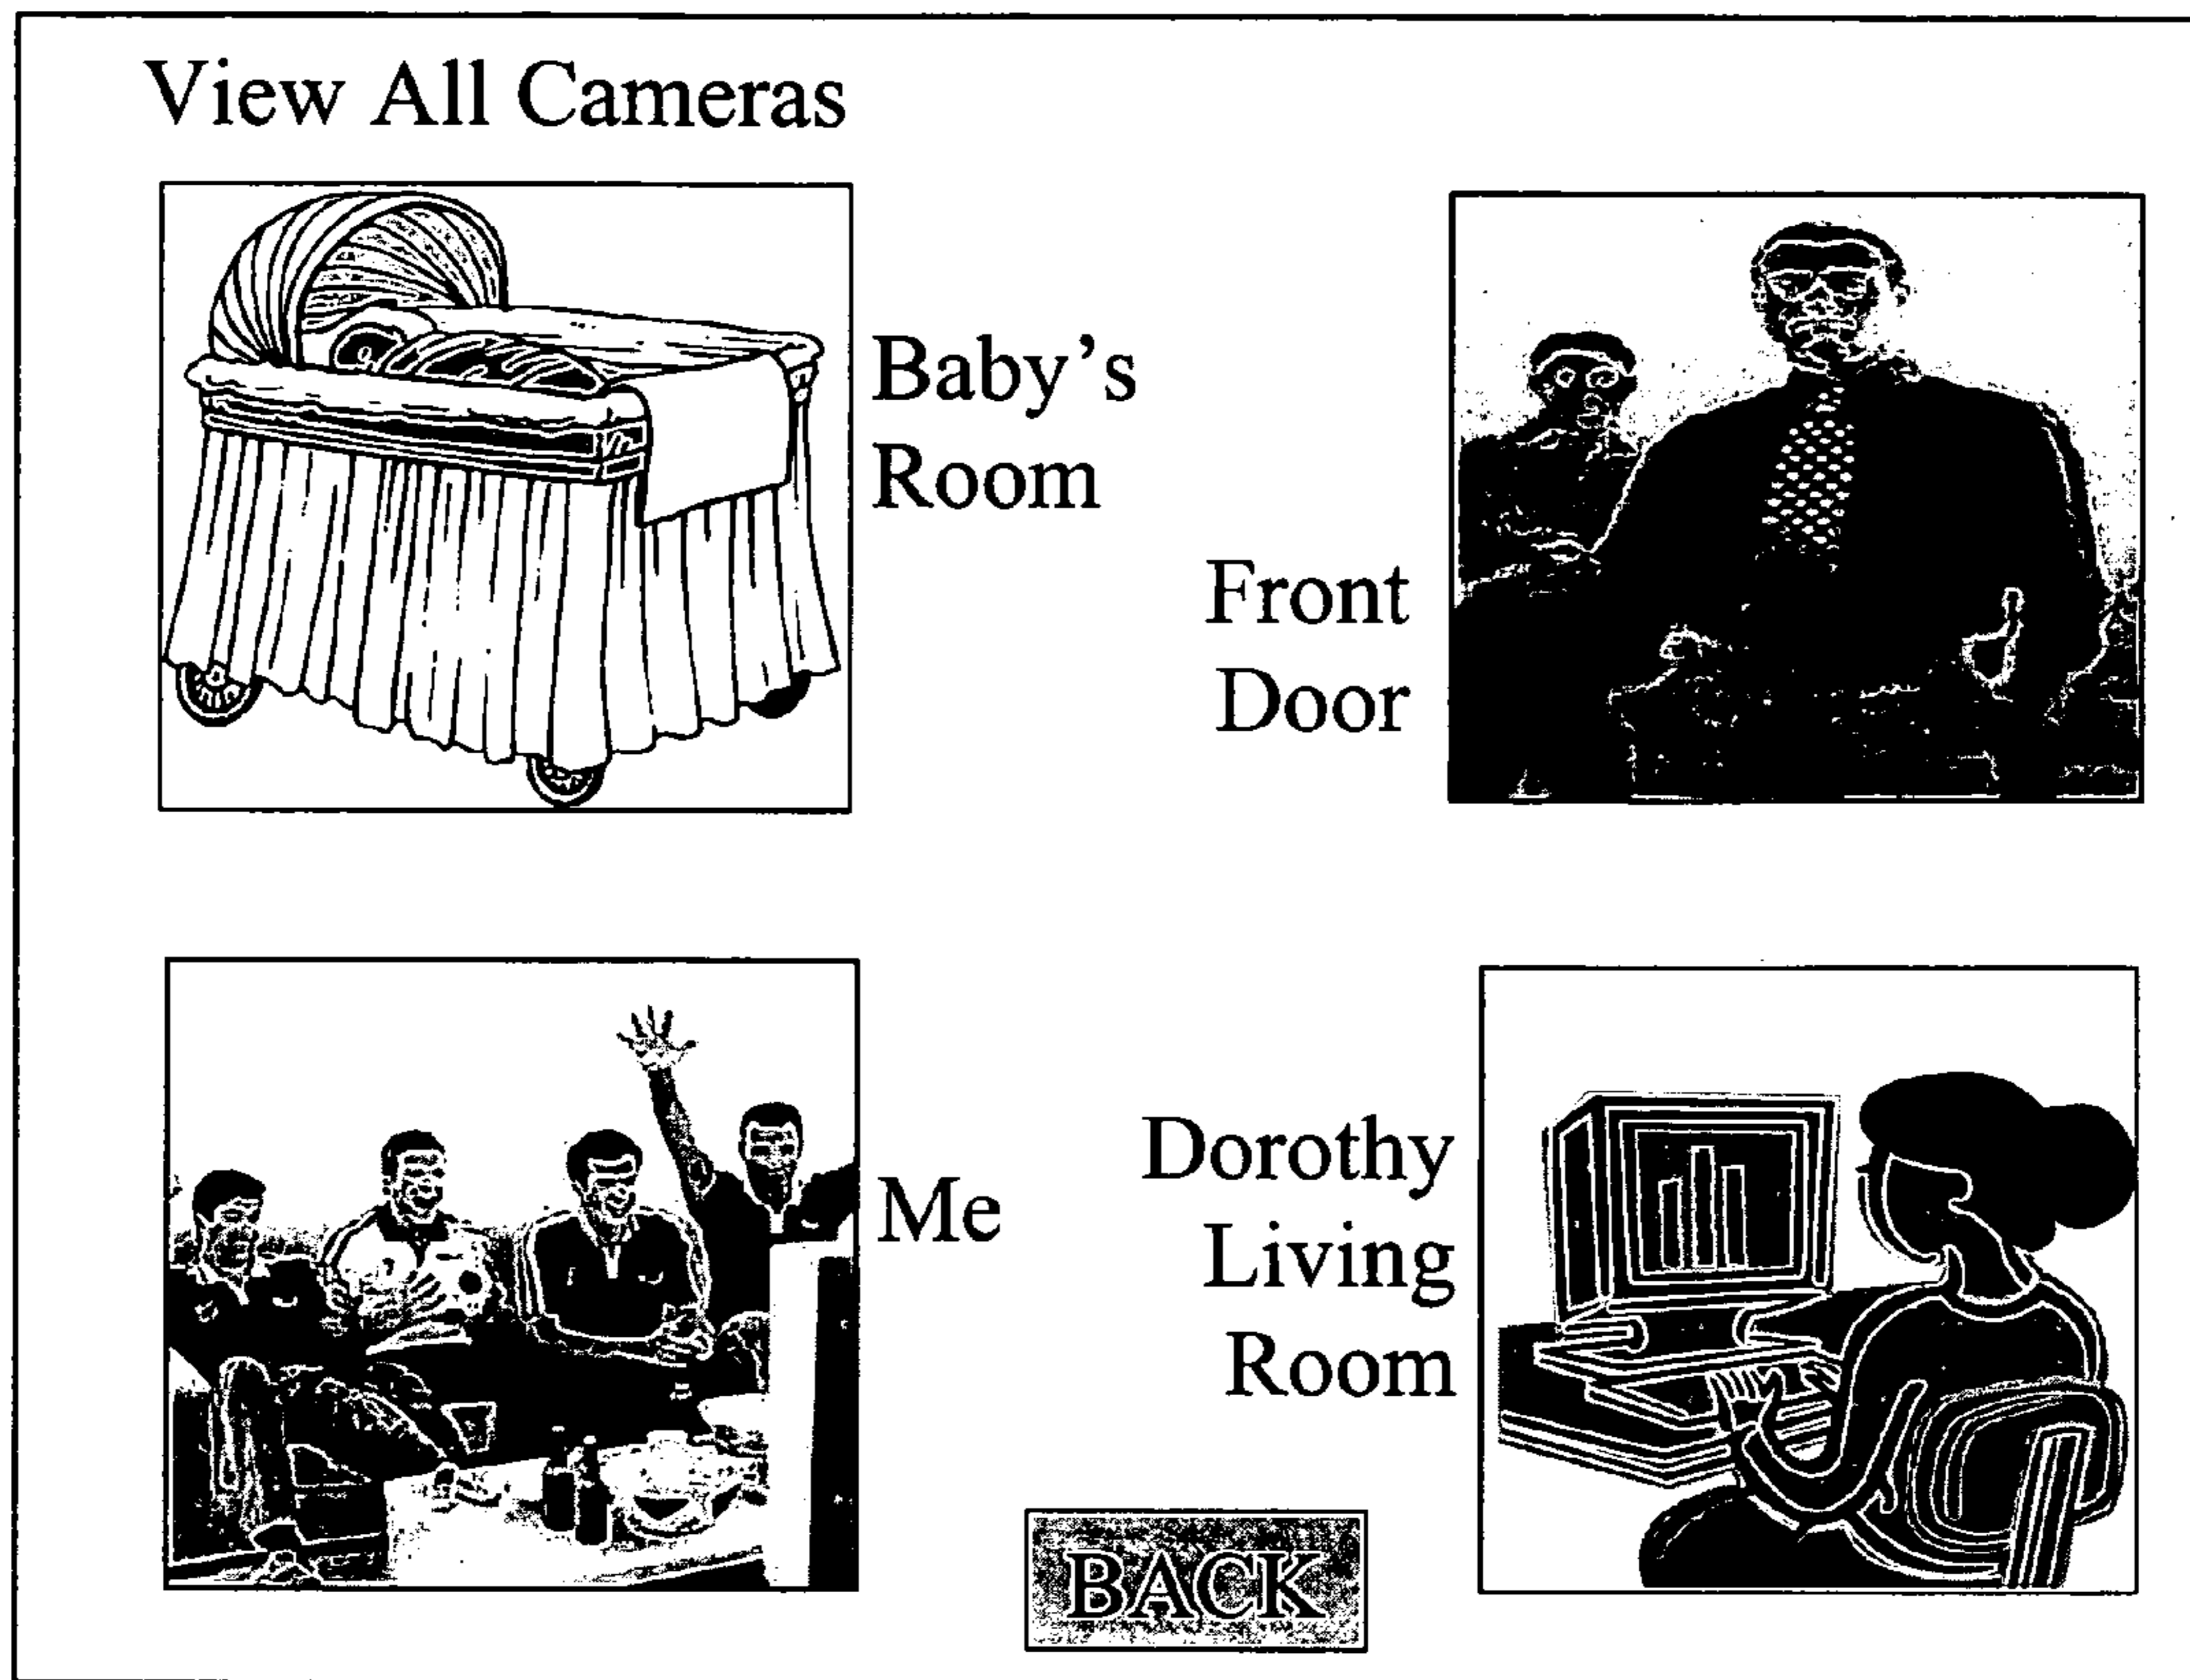 View All Cameras
Baby's
Room
Front
Door
Me
Dorothy
Living
Room
BACK